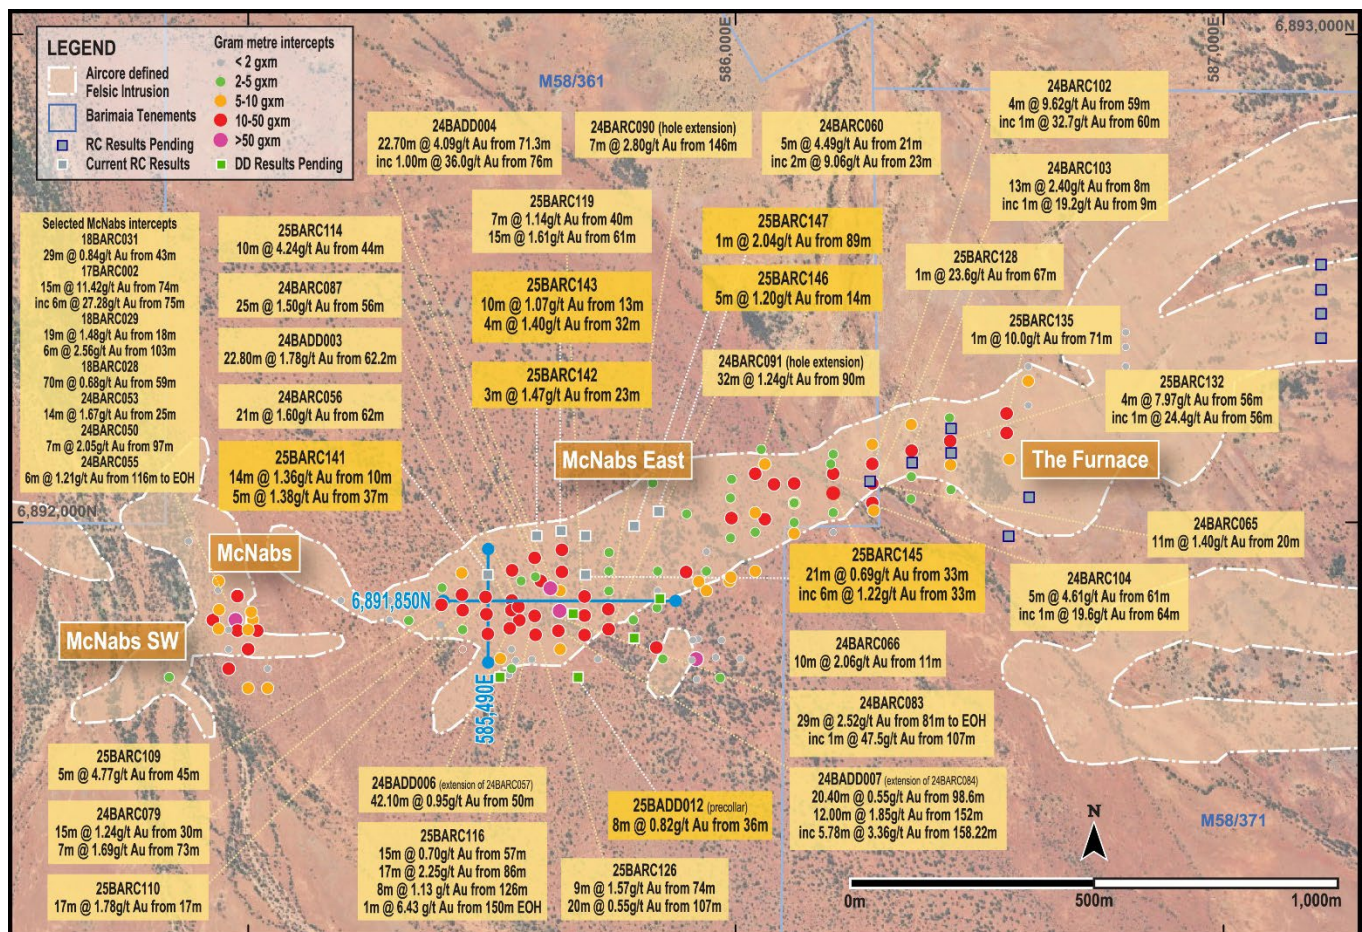 LEGEND
Aircore defined
Felsic Intrusion
Barimaia Tenements
RC Results Pending
Current RC Results
Gram metre intercepts
< 2 gxm
2-5 gxm
5-10 gxm
10-50 gxm
>50 gxm
DD Results Pending
M58/361
586,000E
587,000E
6,893,000N
24BADD004
22.70m @ 4.09g/t Au from 71.3m
inc 1.00m @ 36.0g/t Au from 76m
24BARC090 (hole extension)
7m @ 2.80g/t Au from 146m
24BARC060
5m @ 4.49g/t Au from 21m
inc 2m @ 9.06g/t Au from 23m
24BARC102
4m @ 9.62g/t Au from 59m
inc 1m @ 32.7g/t Au from 60m
24BARC103
13m @ 2.40g/t Au from 8m
inc 1m @ 19.2g/t Au from 9m
Selected McNabs intercepts
18BARC031
29m @ 0.84g/t Au from 43m
17BARC002
15m @ 11.42g/t Au from 74m
inc 6m @ 27.28g/t Au from 75m
18BARC029
19m @ 1.48g/t Au from 18m
6m @ 2.56g/t Au from 103m
18BARC028
70m @ 0.68g/t Au from 59m
24BARC053
14m @ 1.67g/t Au from 25m
24BARC050
7m @ 2.05g/t Au from 97m
24BARC055
6m @ 1.21g/t Au from 116m to EOH
25BARC114
10m @ 4.24g/t Au from 44m
24BARC087
25m @ 1.50g/t Au from 56m
24BADD003
22.80m @ 1.78g/t Au from 62.2m
24BARC056
21m @ 1.60g/t Au from 62m
25BARC141
14m @ 1.36g/t Au from 10m
5m @ 1.38g/t Au from 37m
25BARC119
7m @ 1.14g/t Au from 40m
15m @ 1.61g/t Au from 61m
25BARC143
10m @ 1.07g/t Au from 13m
4m @ 1.40g/t Au from 32m
25BARC142
3m @ 1.47g/t Au from 23m
25BARC147
1m @ 2.04g/t Au from 89m
25BARC146
5m @ 1.20g/t Au from 14m
24BARC091 (hole extension)
32m @ 1.24g/t Au from 90m
25BARC128
1m @ 23.6g/t Au from 67m
25BARC135
1m @ 10.0g/t Au from 71m
25BARC132
4m @ 7.97g/t Au from 56m
inc 1m @ 24.4g/t Au from 56m
McNabs East
The Furnace
6,892,000N
McNabs
McNabs SW
6,891,850N
585,490E
24BARC065
11m @ 1.40g/t Au from 20m
25BARC145
21m @ 0.69g/t Au from 33m
inc 6m @ 1.22g/t Au from 33m
24BARC104
5m @ 4.61g/t Au from 61m
inc 1m @ 19.6g/t Au from 64m
24BARC066
10m @ 2.06g/t Au from 11m
24BARC083
29m @ 2.52g/t Au from 81m to EOH
inc 1m @ 47.5g/t Au from 107m
24BADD007 (extension of 24BARC084)
20.40m @ 0.55g/t Au from 98.6m
12.00m @ 1.85g/t Au from 152m
inc 5.78m @ 3.36g/t Au from 158.22m
25BARC109
5m @ 4.77g/t Au from 45m
24BARC079
15m @ 1.24g/t Au from 30m
7m @ 1.69g/t Au from 73m
25BARC110
17m @ 1.78g/t Au from 17m
24BADD006 (extension of 24BARC057)
42.10m @ 0.95g/t Au from 50m
25BARC116
15m @ 0.70g/t Au from 57m
17m @ 2.25g/t Au from 86m
8m @ 1.13 g/t Au from 126m
1m @ 6.43 g/t Au from 150m EOH
25BADD012 (precollar)
8m @ 0.82g/t Au from 36m
25BARC126
9m @ 1.57g/t Au from 74m
20m @ 0.55g/t Au from 107m
M58/371
N
0m
500m
1,000m